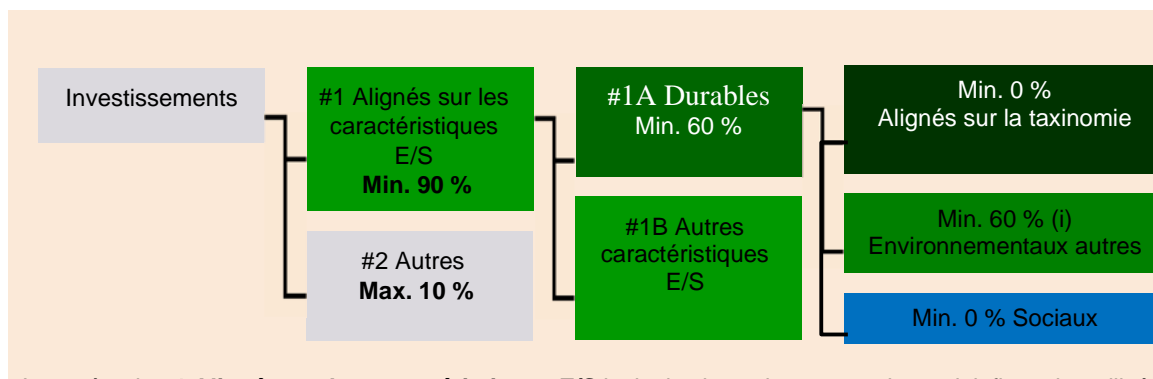 Investissements
#1 Alignés sur les
caractéristiques
E/S
Min. 90 %
#2 Autres
Max. 10 %
#1A Durables
Min. 60 %
#1B Autres
caractéristiques
E/S
Min. 0 %
Alignés sur la taxinomie
Min. 60 % (i)
Environnementaux autres
Min. 0 % Sociaux